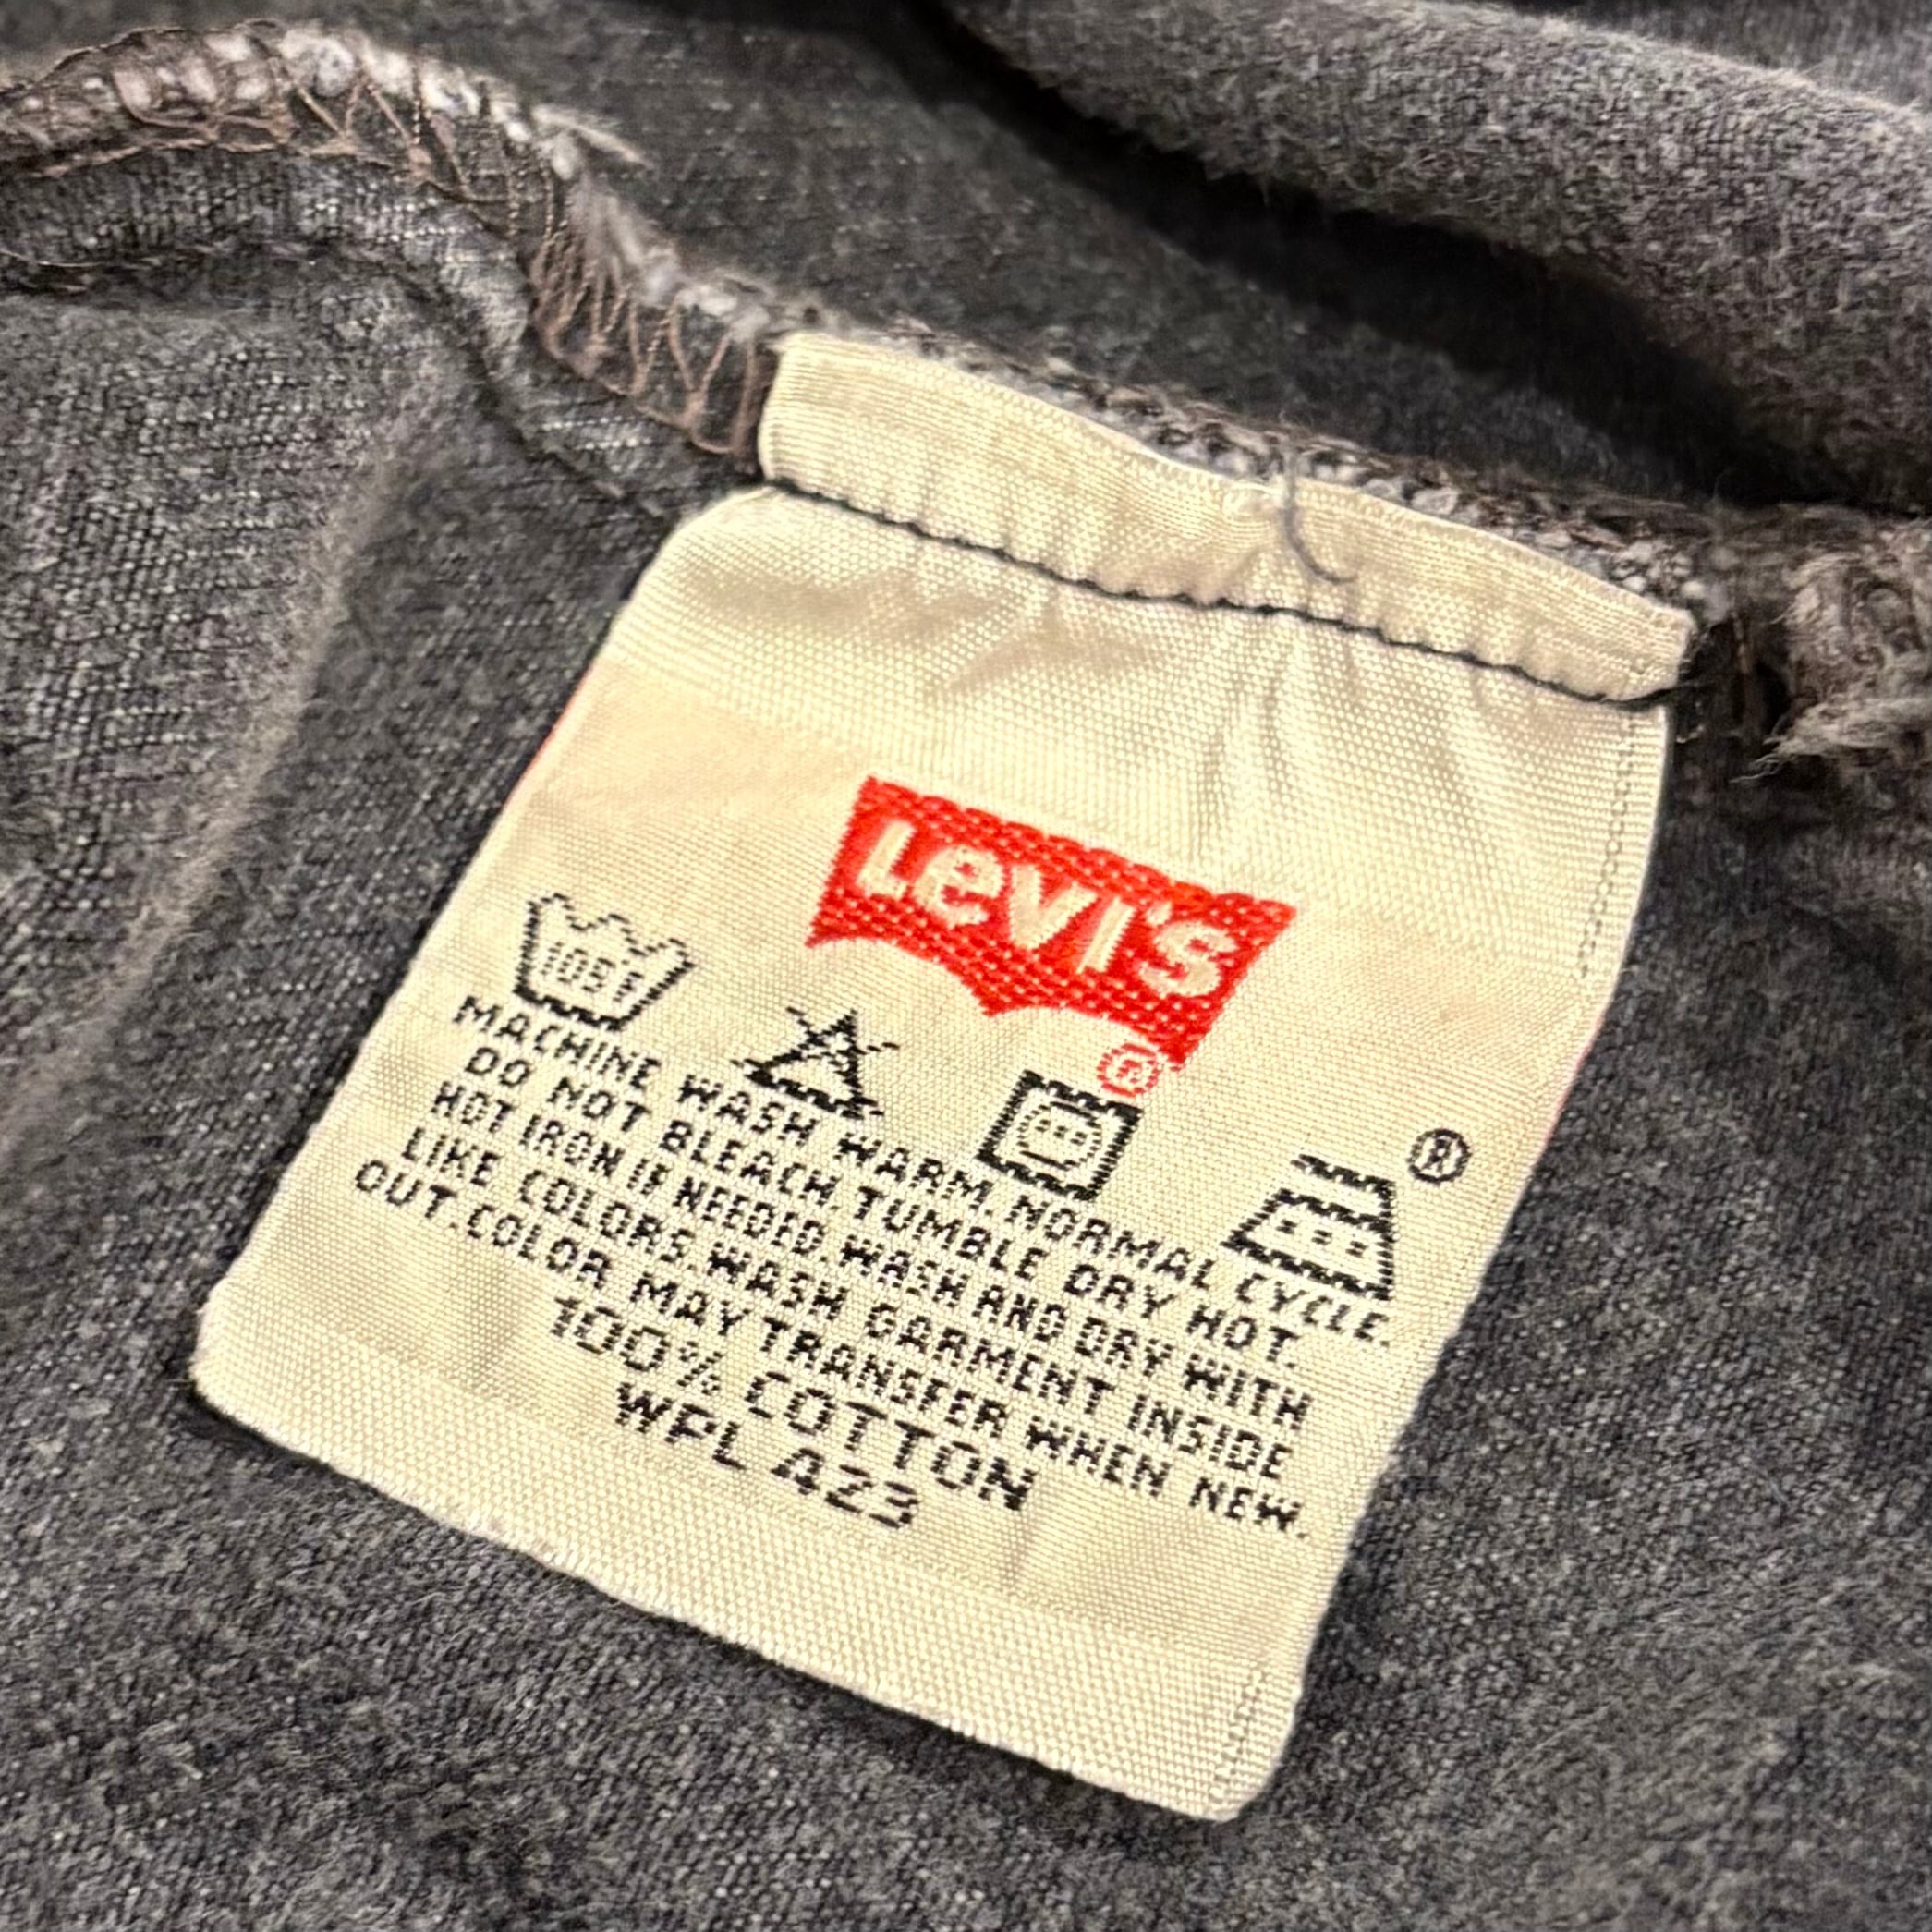 Levi's
®
105F
®
MACHINE WASH WARM. NORMAL CYCLE.
DO NOT BLEACH. TUMBLE DRY HOT.
HOT IRON IF NEEDED. WASH AND DRY WITH
LIKE COLORS. WASH GARMENT INSIDE
OUT. COLOR MAY TRANSFER WHEN NEW.
100% COTTON
WPL 423